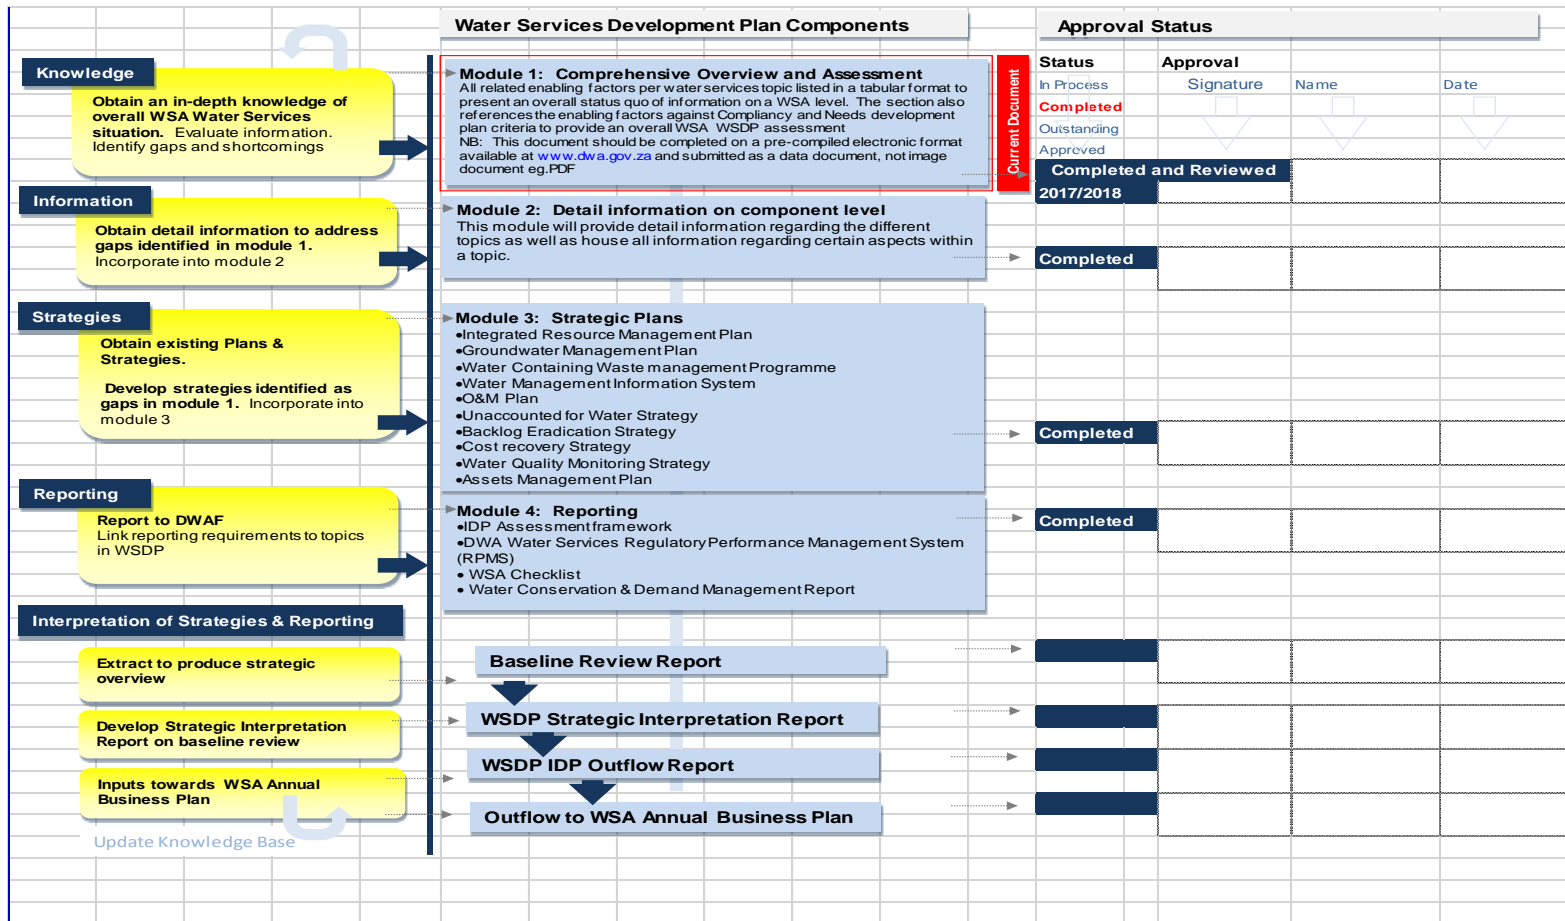 Water Services Development Plan Components
Approval Status
Knowledge
Obtain an in-depth knowledge of
overall WSA Water Services
situation. Evaluate information.
Identify gaps and shortcomings
Module 1: Comprehensive Overview and Assessment
All related enabling factors per water services topic listed in a tabular format to
present an overall status quo of information on a WSA level. The section also
references the enabling factors against Compliancy and Needs development
plan criteria to provide an overall WSA WSDP assessment
NB: This document should be completed on a pre-compiled electronic format
available at www.dwa.gov.za and submitted as a data document, not image
document eg.PDF
Current Document
Status
Approval
In Process
Signature
Name
Date
Completed
Outstanding
Approved
Completed and Reviewed
2017/2018
Information
Obtain detail information to address
gaps identified in module 1.
Incorporate into module 2
Module 2: Detail information on component level
This module will provide detail information regarding the different
topics as well as house all information regarding certain aspects within
a topic.
Completed
Strategies
Obtain existing Plans &
Strategies.
Develop strategies identified as
gaps in module 1. Incorporate into
module 3
Module 3: Strategic Plans
•Integrated Resource Management Plan
•Groundwater Management Plan
•Water Containing Waste management Programme
•Water Management Information System
•O&M Plan
•Unaccounted for Water Strategy
•Backlog Eradication Strategy
•Cost recovery Strategy
•Water Quality Monitoring Strategy
•Assets Management Plan
Completed
Reporting
Report to DWAF
Link reporting requirements to topics
in WSDP
Module 4: Reporting
•IDP Assessment framework
•DWA Water Services Regulatory Performance Management System
(RPMS)
• WSA Checklist
• Water Conservation & Demand Management Report
Completed
Interpretation of Strategies & Reporting
Extract to produce strategic
overview
Baseline Review Report
Develop Strategic Interpretation
Report on baseline review
WSDP Strategic Interpretation Report
WSDP IDP Outflow Report
Inputs towards WSA Annual
Business Plan
Outflow to WSA Annual Business Plan
Update Knowledge Base